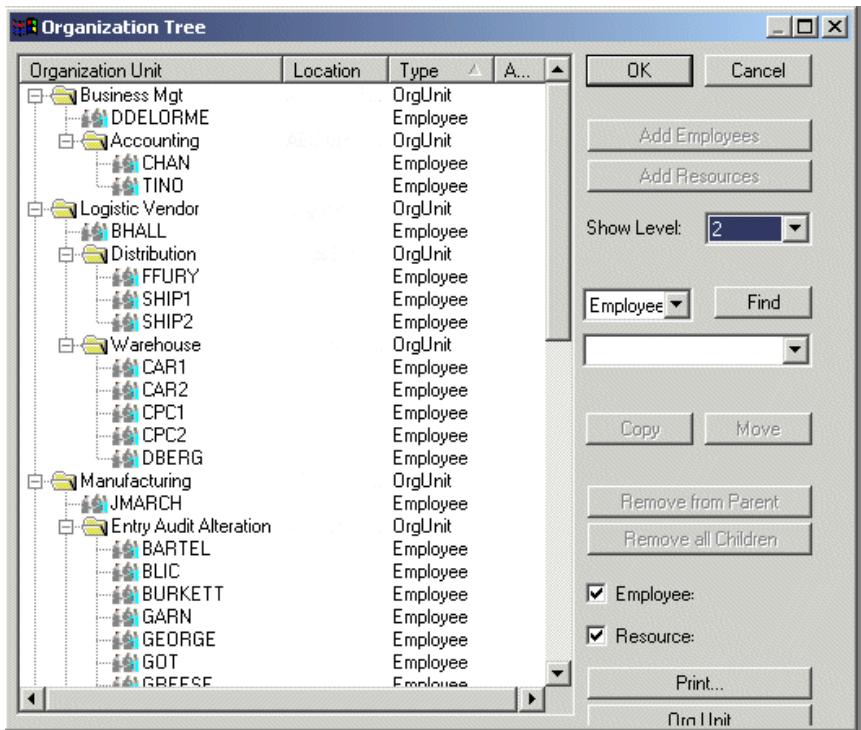 Organization Tree
Organization Unit Location Type A...
Business Mgt OrgUnit
DDELORME Employee
Accounting OrgUnit
CHAN Employee
TINO Employee
Logistic Vendor OrgUnit
BHALL Employee
Distribution OrgUnit
FFURY Employee
SHIP1 Employee
SHIP2 Employee
Warehouse OrgUnit
CAR1 Employee
CAR2 Employee
CPC1 Employee
CPC2 Employee
DBERG Employee
Manufacturing OrgUnit
JMARCH Employee
Entry Audit Alteration OrgUnit
BARTEL Employee
BLIC Employee
BURKETT Employee
GARN Employee
GEORGE Employee
GOT Employee
GREESE Employee
OK Cancel
Add Employees
Add Resources
Show Level: 2
Employee Find
Copy Move
Remove from Parent
Remove all Children
Employee:
Resource:
Print...
Org Unit